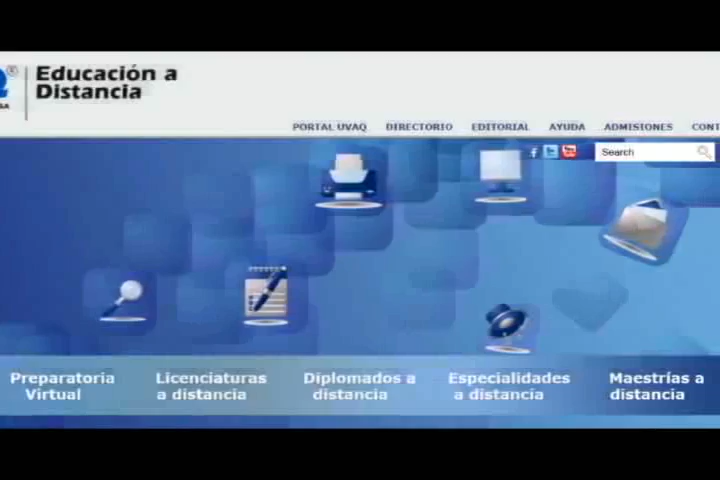 Educación a
Distancia
PORTAL UVAQ DIRECTORIO EDITORIAL AYUDA ADMISIONES CONT
Search
Preparatoria
Virtual
Licenciaturas
a distancia
Diplomados a
distancia
Especialidades
a distancia
Maestrías a
distancia